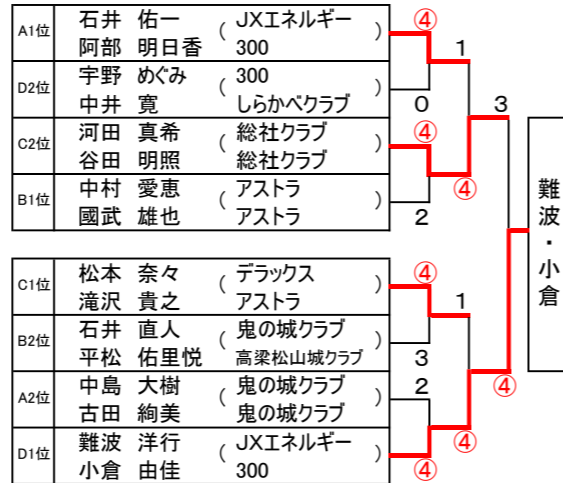 A1位 石井 佑一 ( JXエネルギー )
阿部 明日香 300
D2位 宇野 めぐみ ( 300 )
中井 寛 しらかべクラブ
C2位 河田 真希 ( 総社クラブ )
谷田 明照 総社クラブ
B1位 中村 愛恵 ( アストラ )
國武 雄也 アストラ
④ 1
0 3
④
④
2
C1位 松本 奈々 ( デラックス )
滝沢 貴之 アストラ
B2位 石井 直人 ( 鬼の城クラブ )
平松 佑里悦 高梁松山城クラブ
A2位 中島 大樹 ( 鬼の城クラブ )
古田 絢美 鬼の城クラブ
D1位 難波 洋行 ( JXエネルギー )
小倉 由佳 300
④ 1
3
2 ④
④
④
難波・小倉